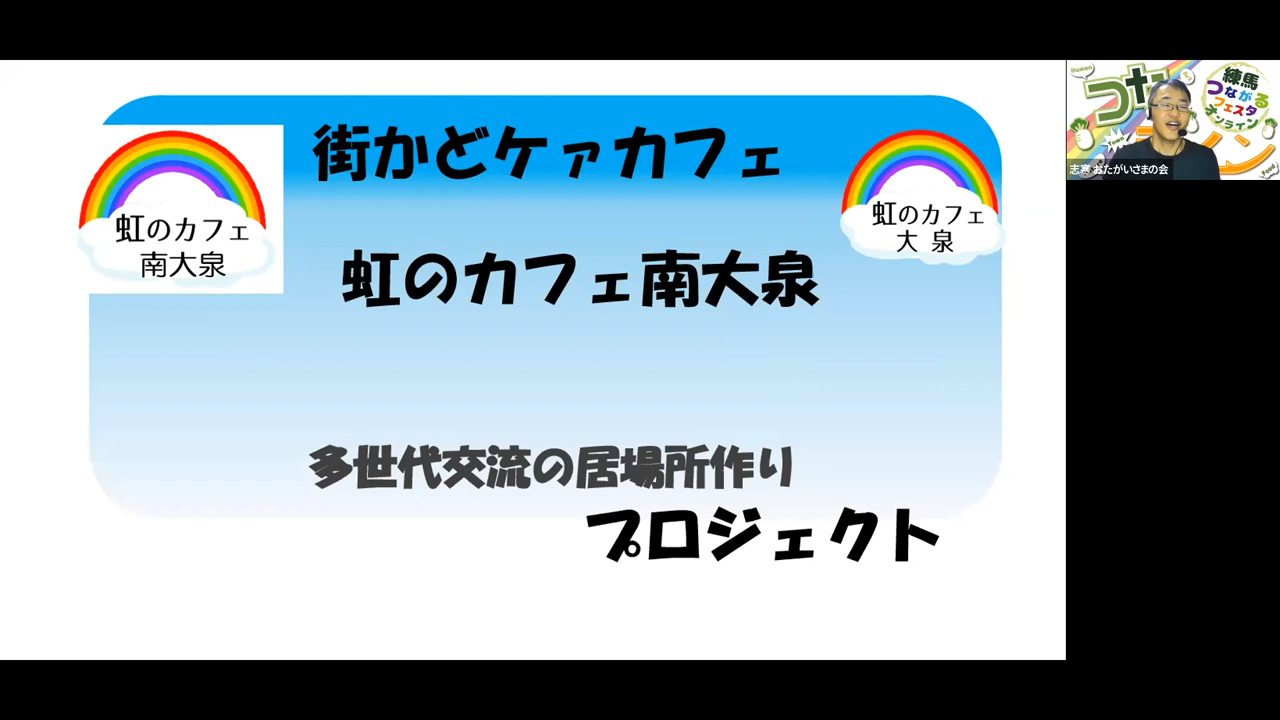 街かどケアカフェ
虹のカフェ
南大泉
虹のカフェ
大 泉
虹のカフェ南大泉
多世代交流の居場所作り
プロジェクト
練馬
つながる
フェスタ
オンライン
志寒 おたがいさまの会